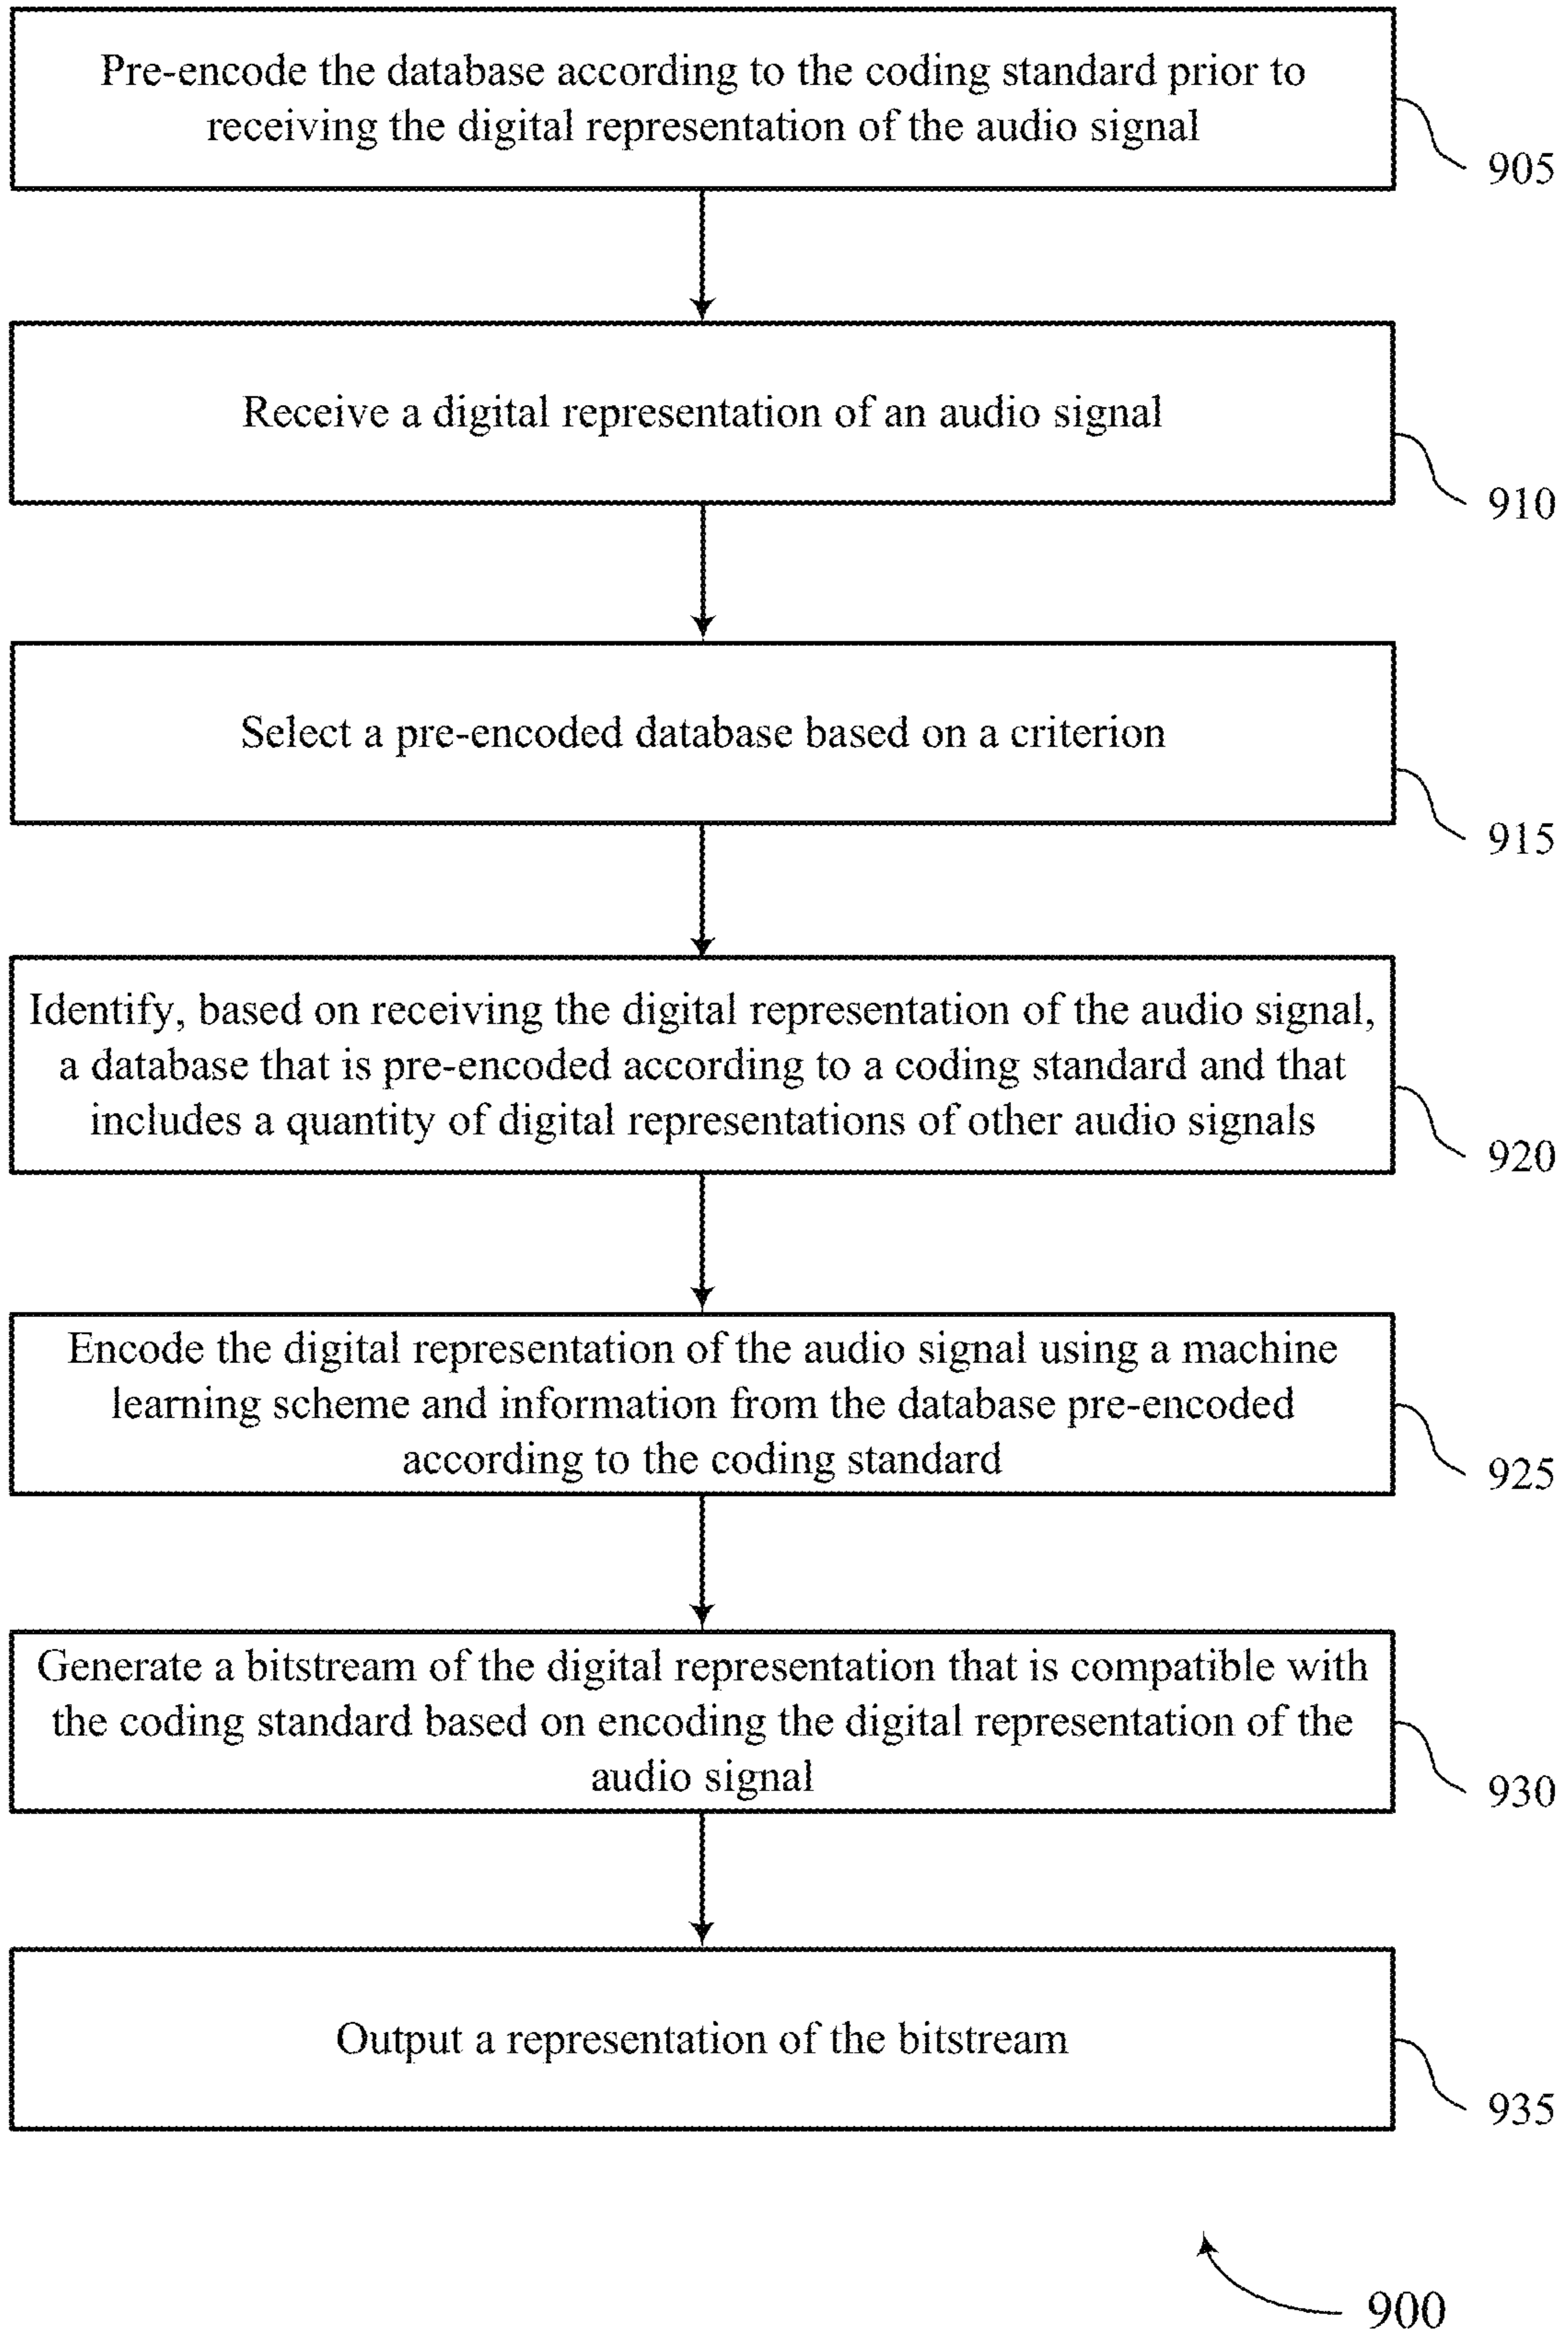 Pre-encode the database according to the coding standard prior to
receiving the digital representation of the audio signal
905
Receive a digital representation of an audio signal
910
Select a pre-encoded database based on a criterion
915
Identify, based on receiving the digital representation of the audio signal,
a database that is pre-encoded according to a coding standard and that
includes a quantity of digital representations of other audio signals
920
Encode the digital representation of the audio signal using a machine
learning scheme and information from the database pre-encoded
according to the coding standard
925
Generate a bitstream of the digital representation that is compatible with
the coding standard based on encoding the digital representation of the
audio signal
930
Output a representation of the bitstream
935
900